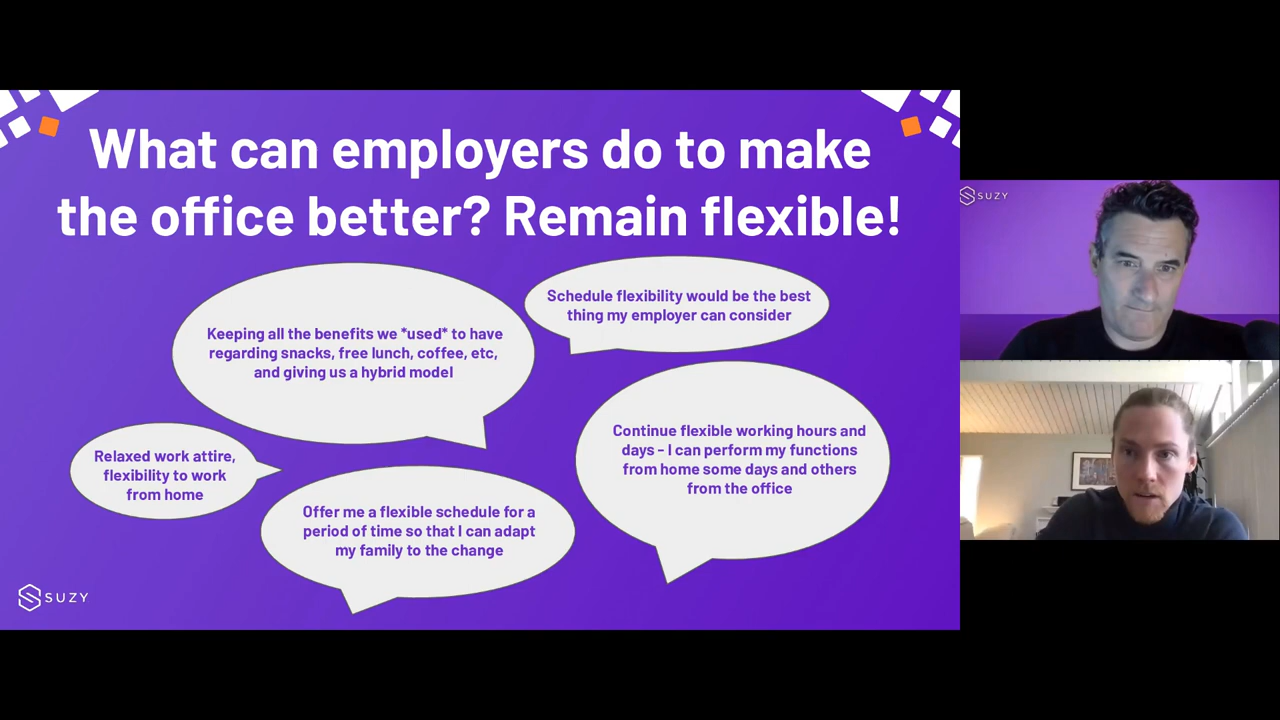 What can employers do to make
the office better? Remain flexible!
Schedule flexibility would be the best
thing my employer can consider
Keeping all the benefits we *used* to have
regarding snacks, free lunch, coffee, etc,
and giving us a hybrid model
Continue flexible working hours and
days - I can perform my functions
from home some days and others
from the office
Relaxed work attire,
flexibility to work
from home
Offer me a flexible schedule for a
period of time so that I can adapt
my family to the change
SUZY
SUZY